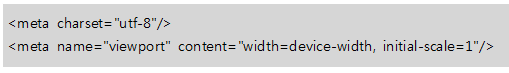 <meta charset="utf-8"/>
<meta name="viewport" content="width=device-width, initial-scale=1"/>